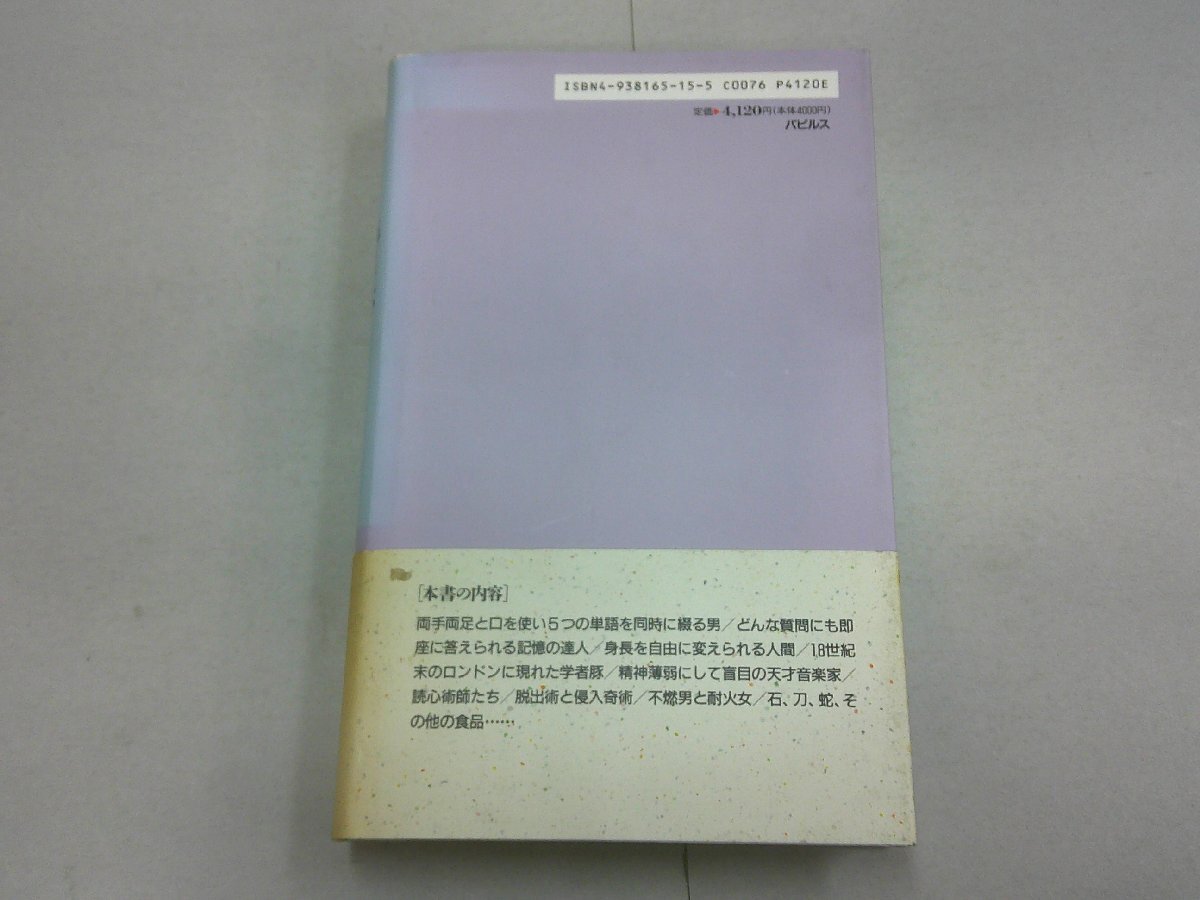 ISBN4-938165-15-5 C0076 P4120E
定価▶4,120円(本体4000円)
パピルス
[本書の内容]
両手両足と口を使い5つの単語を同時に綴る男/どんな質問にも即
座に答えられる記憶の達人/身長を自由に変えられる人間/18世紀
末のロンドンに現れた学者豚/精神薄弱にして盲目の天才音楽家/
読心術師たち/脱出術と侵入奇術/不燃男と耐火女/石、刀、蛇、そ
の他の食品……